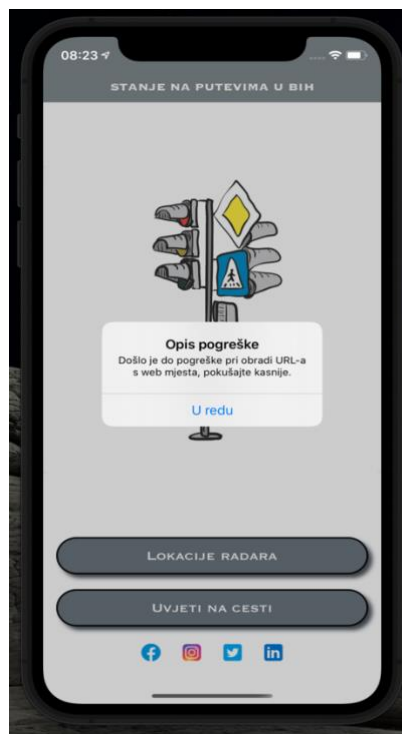 08:23
STANJE NA PUTEVIMA U BIH
Opis pogreške
Došlo je do pogreške pri obradi URL-a
s web mjesta, pokušajte kasnije.
U redu
LOKACIJE RADARA
UVJETI NA CESTI
in